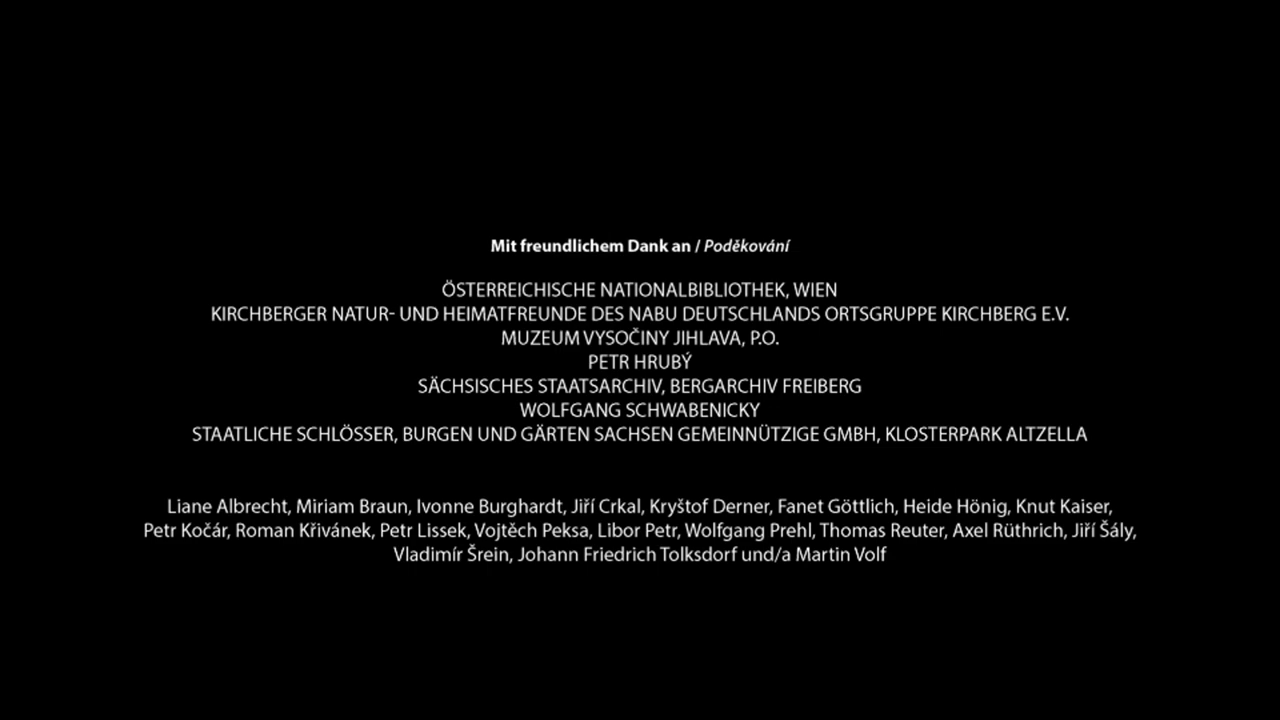 Mit freundlichem Dank an / Poděkování
ÖSTERREICHISCHE NATIONALBIBLIOTHEK, WIEN
KIRCHBERGER NATUR- UND HEIMATFREUNDE DES NABU DEUTSCHLANDS ORTSGRUPPE KIRCHBERG E.V.
MUZEUM VYSOČINY JIHLAVA, P.O.
PETR HRUBÝ
SÄCHSISCHES STAATSARCHIV, BERGARCHIV FREIBERG
WOLFGANG SCHWABENICKY
STAATLICHE SCHLÖSSER, BURGEN UND GÄRTEN SACHSEN GEMEINNÜTZIGE GMBH, KLOSTERPARK ALTZELLA
Liane Albrecht, Miriam Braun, Ivonne Burghardt, Jiří Crkal, Kryštof Derner, Fanet Göttlich, Heide Hönig, Knut Kaiser,
Petr Kočár, Roman Křivánek, Petr Lissek, Vojtěch Peksa, Libor Petr, Wolfgang Prehl, Thomas Reuter, Axel Rüthrich, Jiří Šály,
Vladimír Šrein, Johann Friedrich Tolksdorf und/a Martin Volf